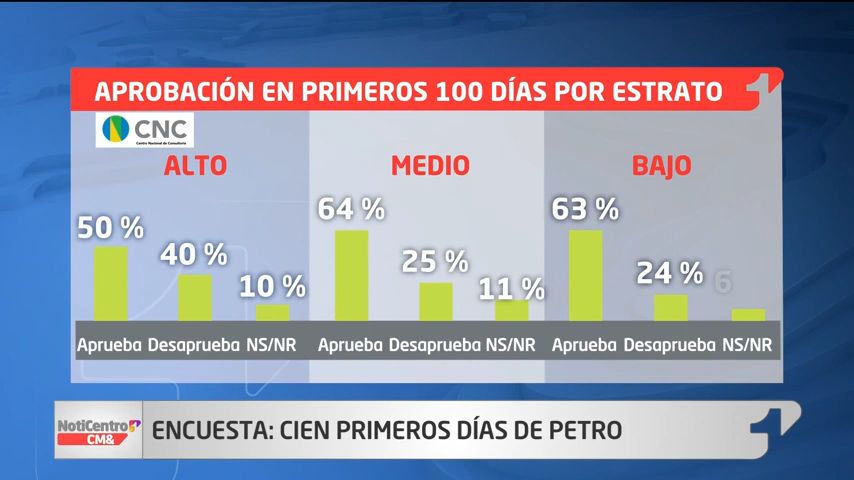 APROBACIÓN EN PRIMEROS 100 DÍAS POR ESTRATO
CNC
Centro Nacional de Consultoría
ALTO
MEDIO
BAJO
50 %
40 %
10 %
64 %
25 %
11 %
63 %
24 %
6
Aprueba Desaprueba NS/NR
Aprueba Desaprueba NS/NR
Aprueba Desaprueba NS/NR
NotiCentro 1
CM&
ENCUESTA: CIEN PRIMEROS DÍAS DE PETRO